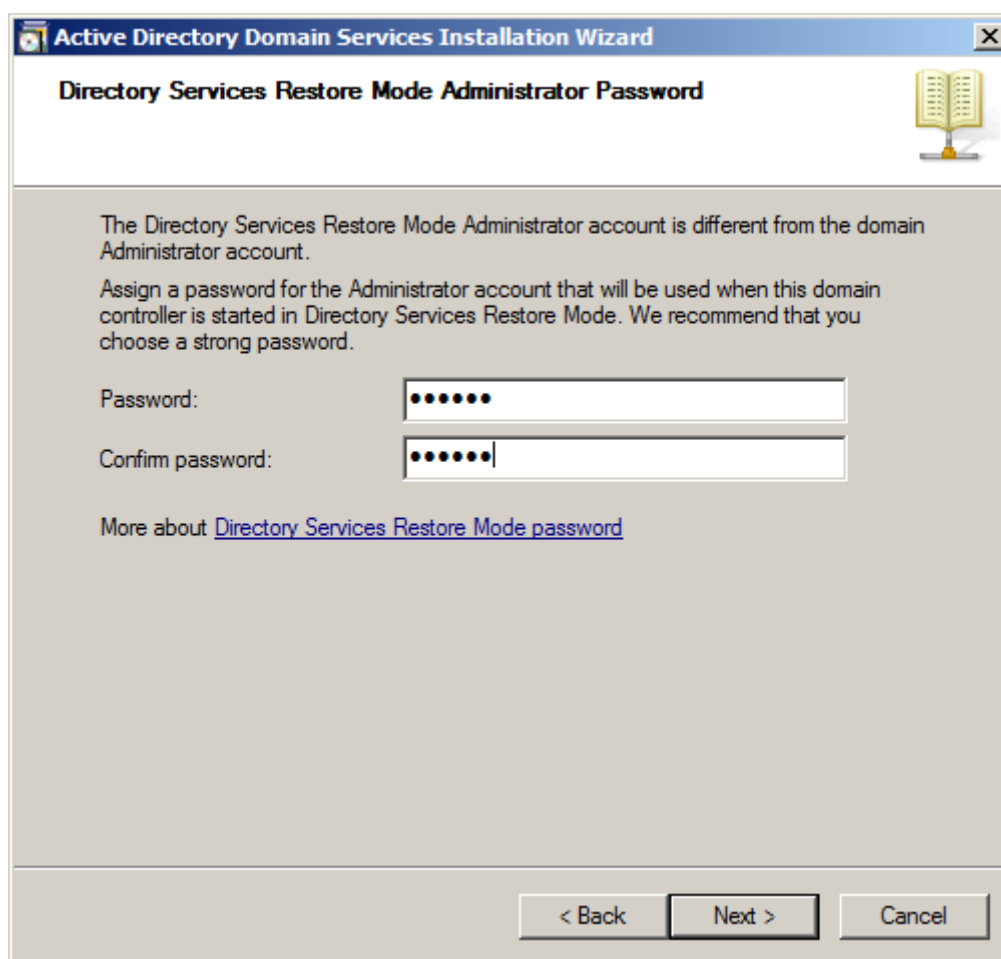 Active Directory Domain Services Installation Wizard
Directory Services Restore Mode Administrator Password
The Directory Services Restore Mode Administrator account is different from the domain
Administrator account.
Assign a password for the Administrator account that will be used when this domain
controller is started in Directory Services Restore Mode. We recommend that you
choose a strong password.
Password: ••••••
Confirm password: ••••••
More about Directory Services Restore Mode password
< Back Next > Cancel